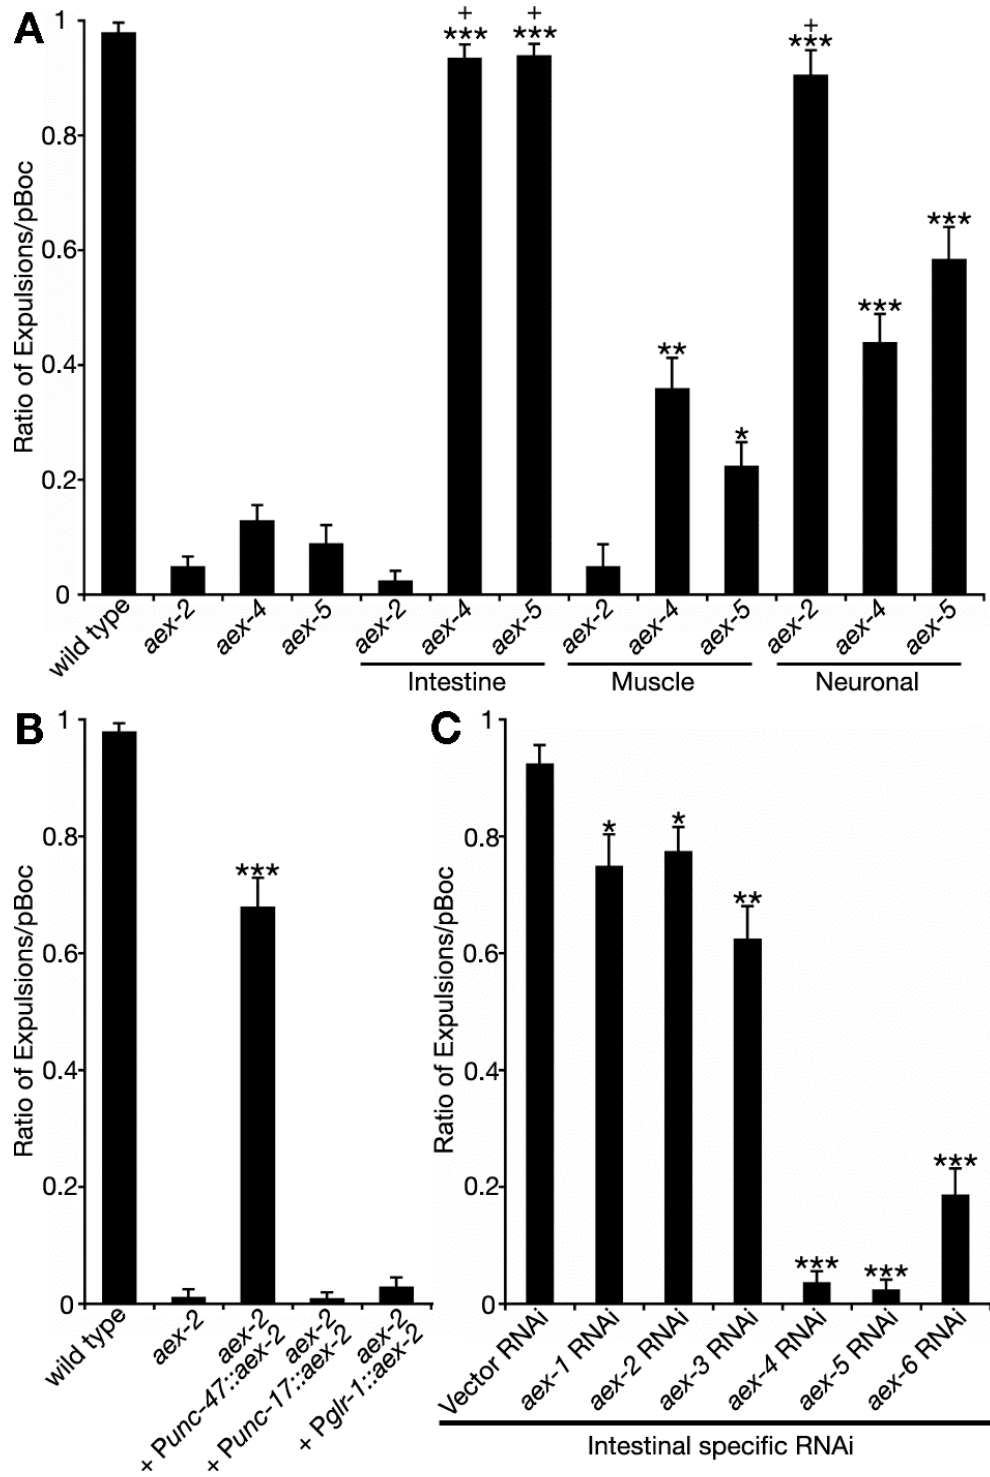 A
Ratio of Expulsions/pBoc
1
0.8
0.6
0.4
0.2
0
+
***
+
***
**
*
+
***
***
***
wild type
aex-2
aex-4
aex-5
aex-2
aex-4
aex-5
aex-2
aex-4
aex-5
aex-2
aex-4
aex-5
Intestine
Muscle
Neuronal
B
Ratio of Expulsions/pBoc
1
0.8
0.6
0.4
0.2
0
***
wild type
aex-2
aex-2
+ Punc-47::aex-2
aex-2
+ Punc-17::aex-2
aex-2
+ Pglr-1::aex-2
C
Ratio of Expulsions/pBoc
1
0.8
0.6
0.4
0.2
0
*
*
**
***
***
***
Vector RNAi
aex-1 RNAi
aex-2 RNAi
aex-3 RNAi
aex-4 RNAi
aex-5 RNAi
aex-6 RNAi
Intestinal specific RNAi